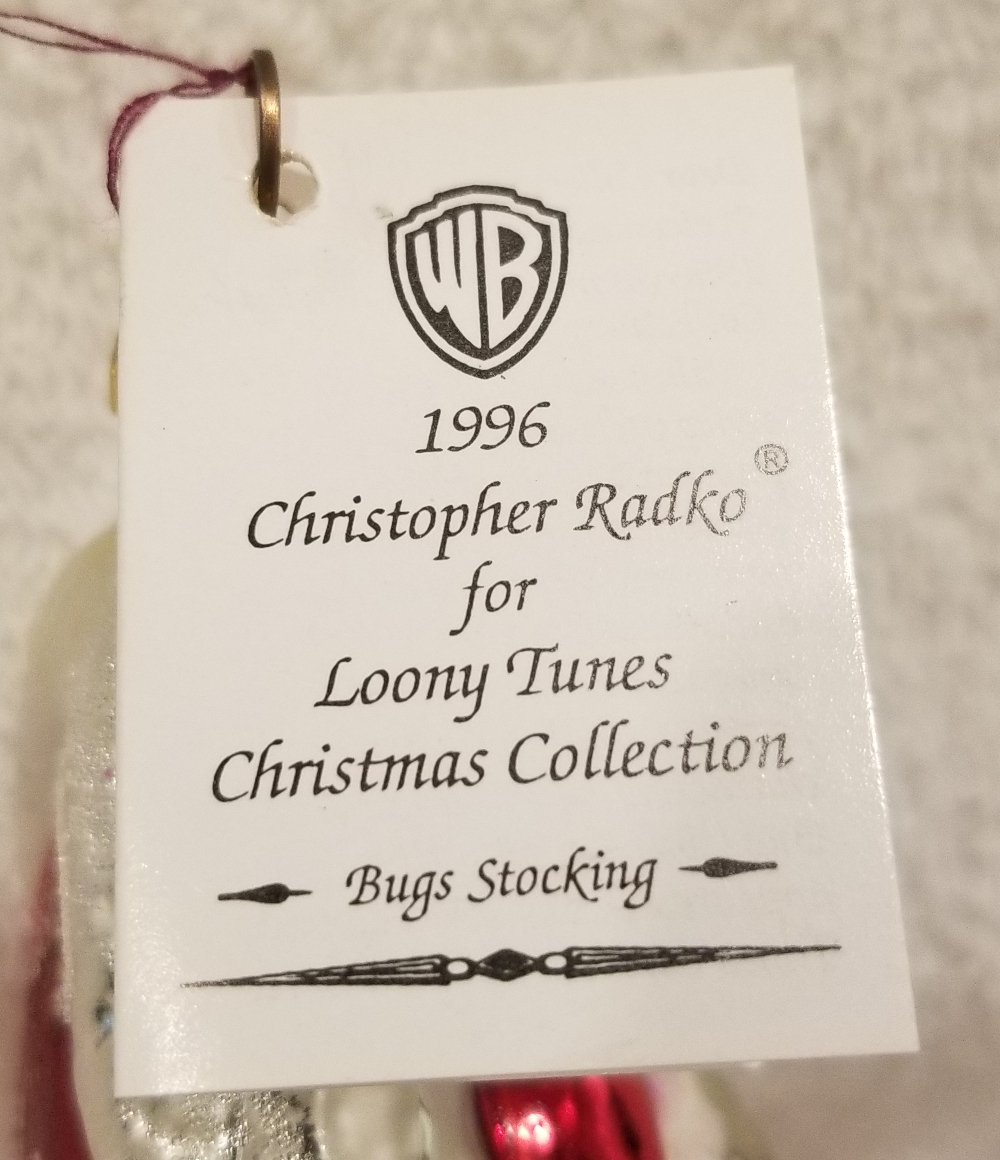 WB
1996
Christopher Radko®
for
Loony Tunes
Christmas Collection
Bugs Stocking